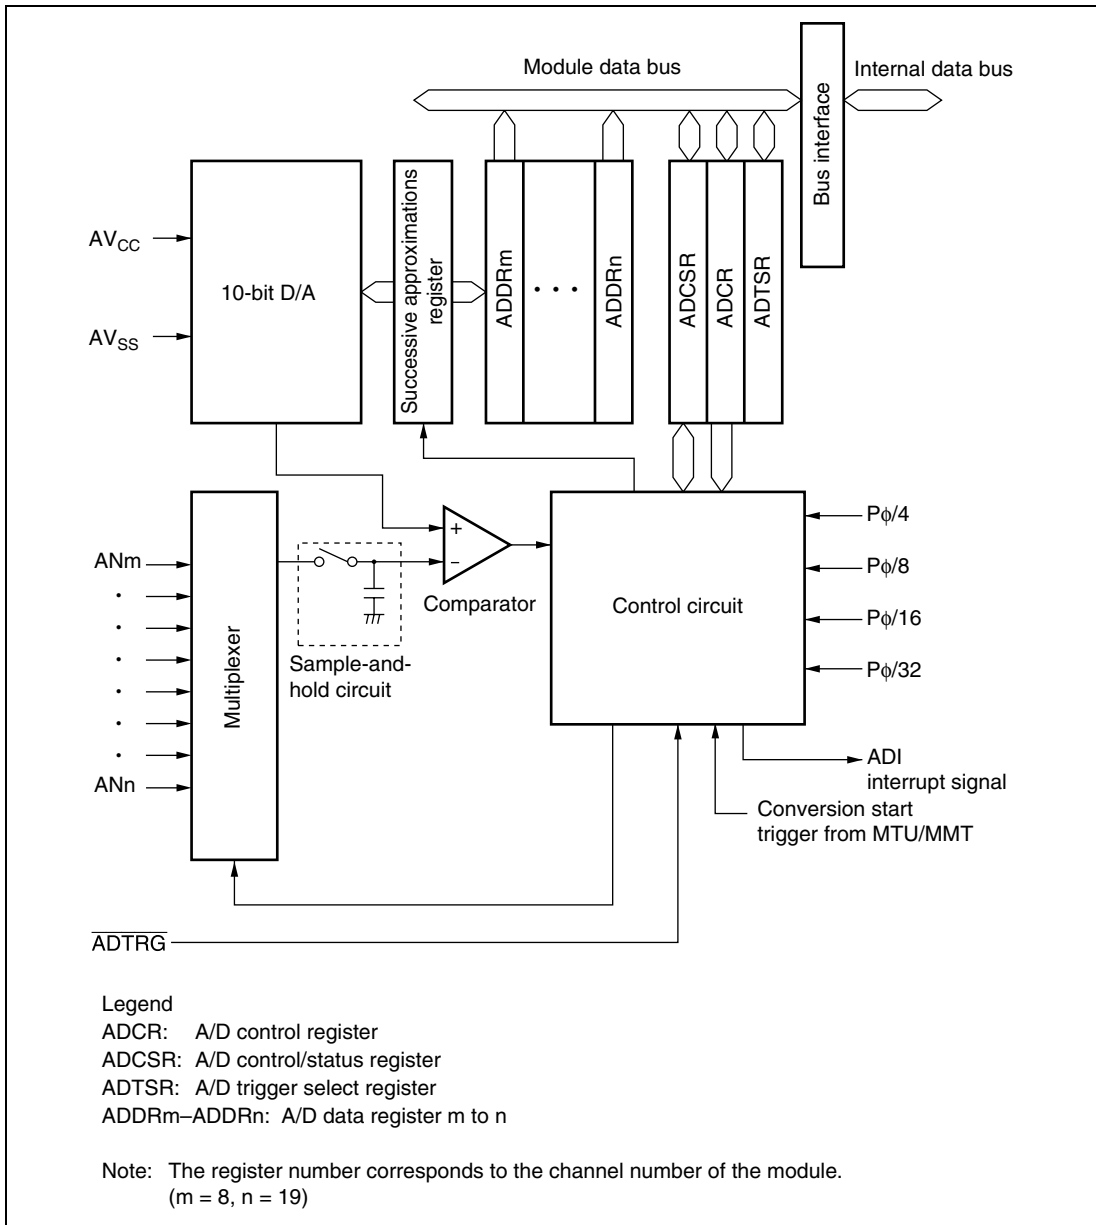 Module data bus
Internal data bus
Bus interface
AVCC
AVSS
10-bit D/A
Successive approximations
register
ADDRm
• • •
ADDRn
ADCSR
ADCR
ADTSR
ANm
ANn
Multiplexer
Sample-and-
hold circuit
+
−
Comparator
Control circuit
Pϕ/4
Pϕ/8
Pϕ/16
Pϕ/32
ADI
interrupt signal
Conversion start
trigger from MTU/MMT
ADTRG
Legend
ADCR: A/D control register
ADCSR: A/D control/status register
ADTSR: A/D trigger select register
ADDRm–ADDRn: A/D data register m to n
Note: The register number corresponds to the channel number of the module.
(m = 8, n = 19)